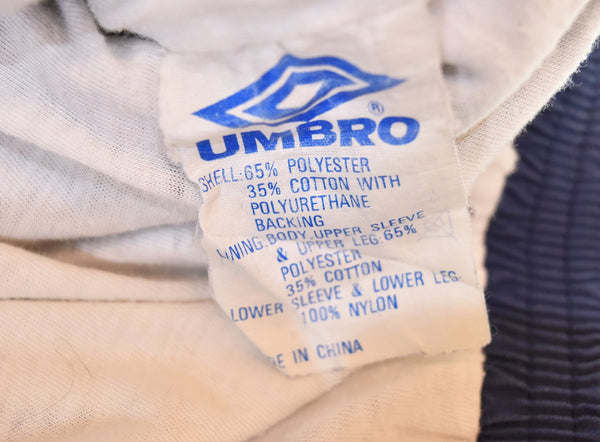 ®
UMBRO
SHELL:65% POLYESTER
35% COTTON WITH
POLYURETHANE
BACKING
LINING:BODY,UPPER SLEEVE
& UPPER LEG:65%
POLYESTER
35% COTTON
LOWER SLEEVE & LOWER LEG:
100% NYLON
DE IN CHINA